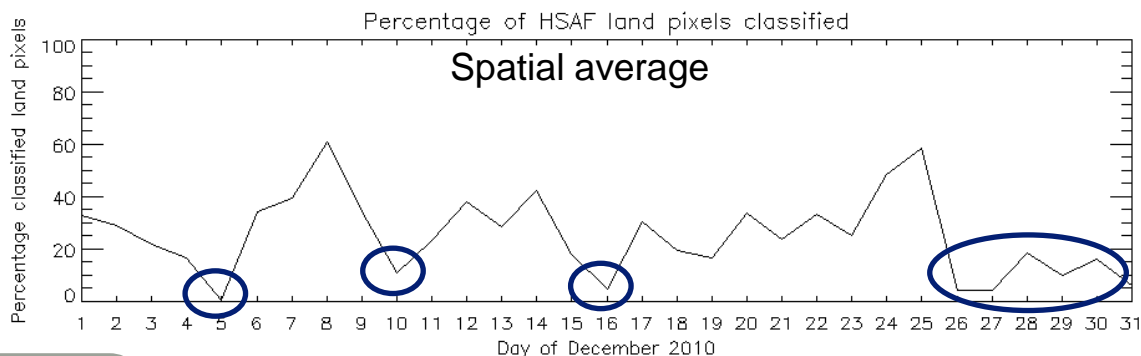 Percentage of HSAF land pixels classified
Spatial average
Percentage classified land pixels
100
80
60
40
20
0
1 2 3 4 5 6 7 8 9 10 11 12 13 14 15 16 17 18 19 20 21 22 23 24 25 26 27 28 29 30 31
Day of December 2010